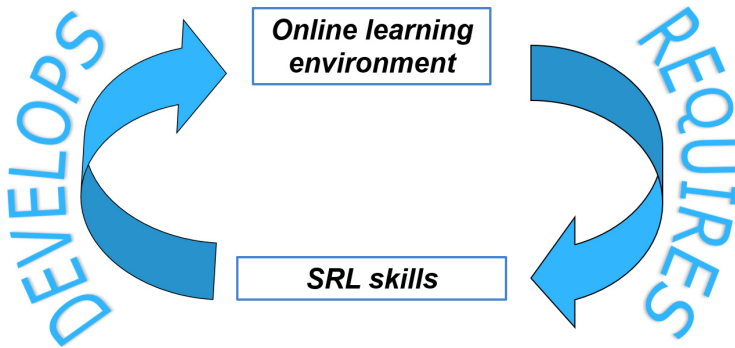 Online learning
environment
REQUIRES
SRL skills
DEVELOPS